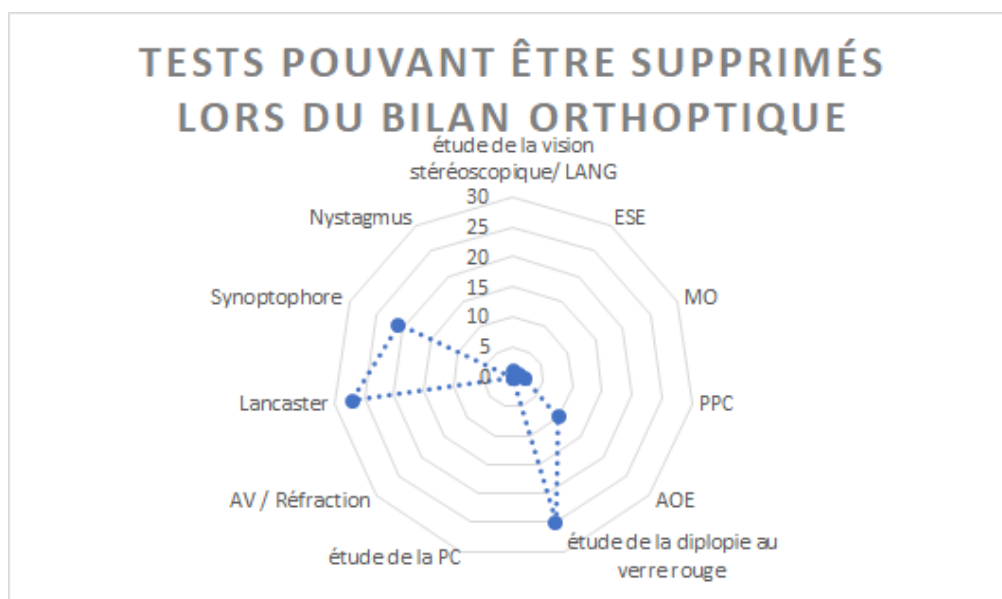 TESTS POUVANT ÊTRE SUPPRIMÉS
LORS DU BILAN ORTHOPTIQUE
étude de la vision
stéréoscopique/ LANG
30
25
20
15
10
5
0
ESE
MO
PPC
AOE
étude de la diplopie au
verre rouge
étude de la PC
AV / Réfraction
Lancaster
Synoptophore
Nystagmus